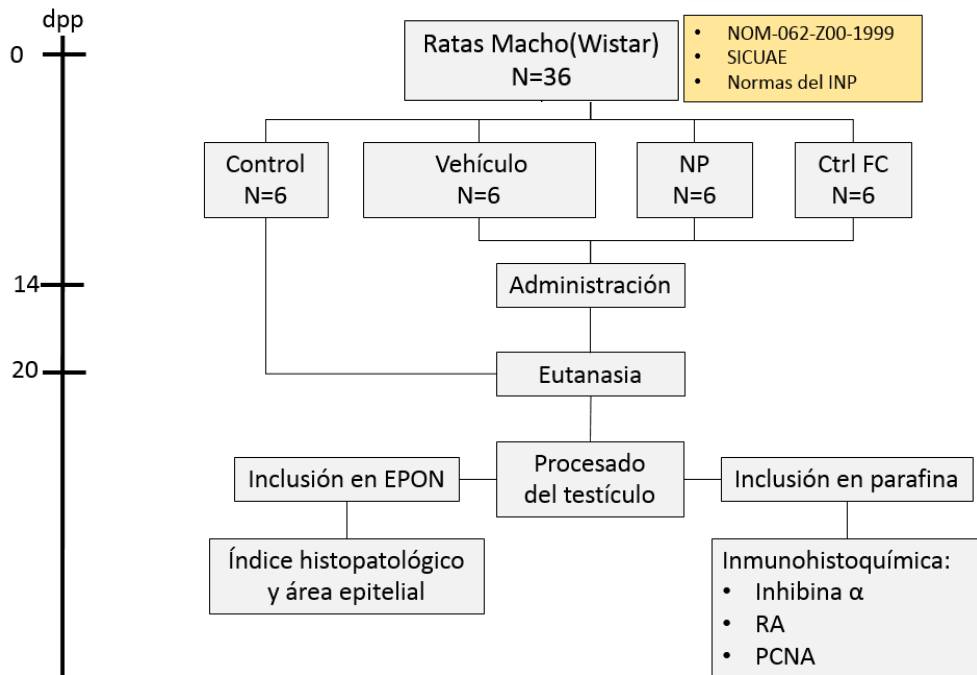 dpp
0
Ratas Macho(Wistar)
N=36
• NOM-062-Z00-1999
• SICUAE
• Normas del INP
Control
N=6
Vehículo
N=6
NP
N=6
Ctrl FC
N=6
14
Administración
20
Eutanasia
Procesado
del testículo
Inclusión en EPON
Inclusión en parafina
Índice histopatológico
y área epitelial
Inmunohistoquímica:
• Inhibina α
• RA
• PCNA